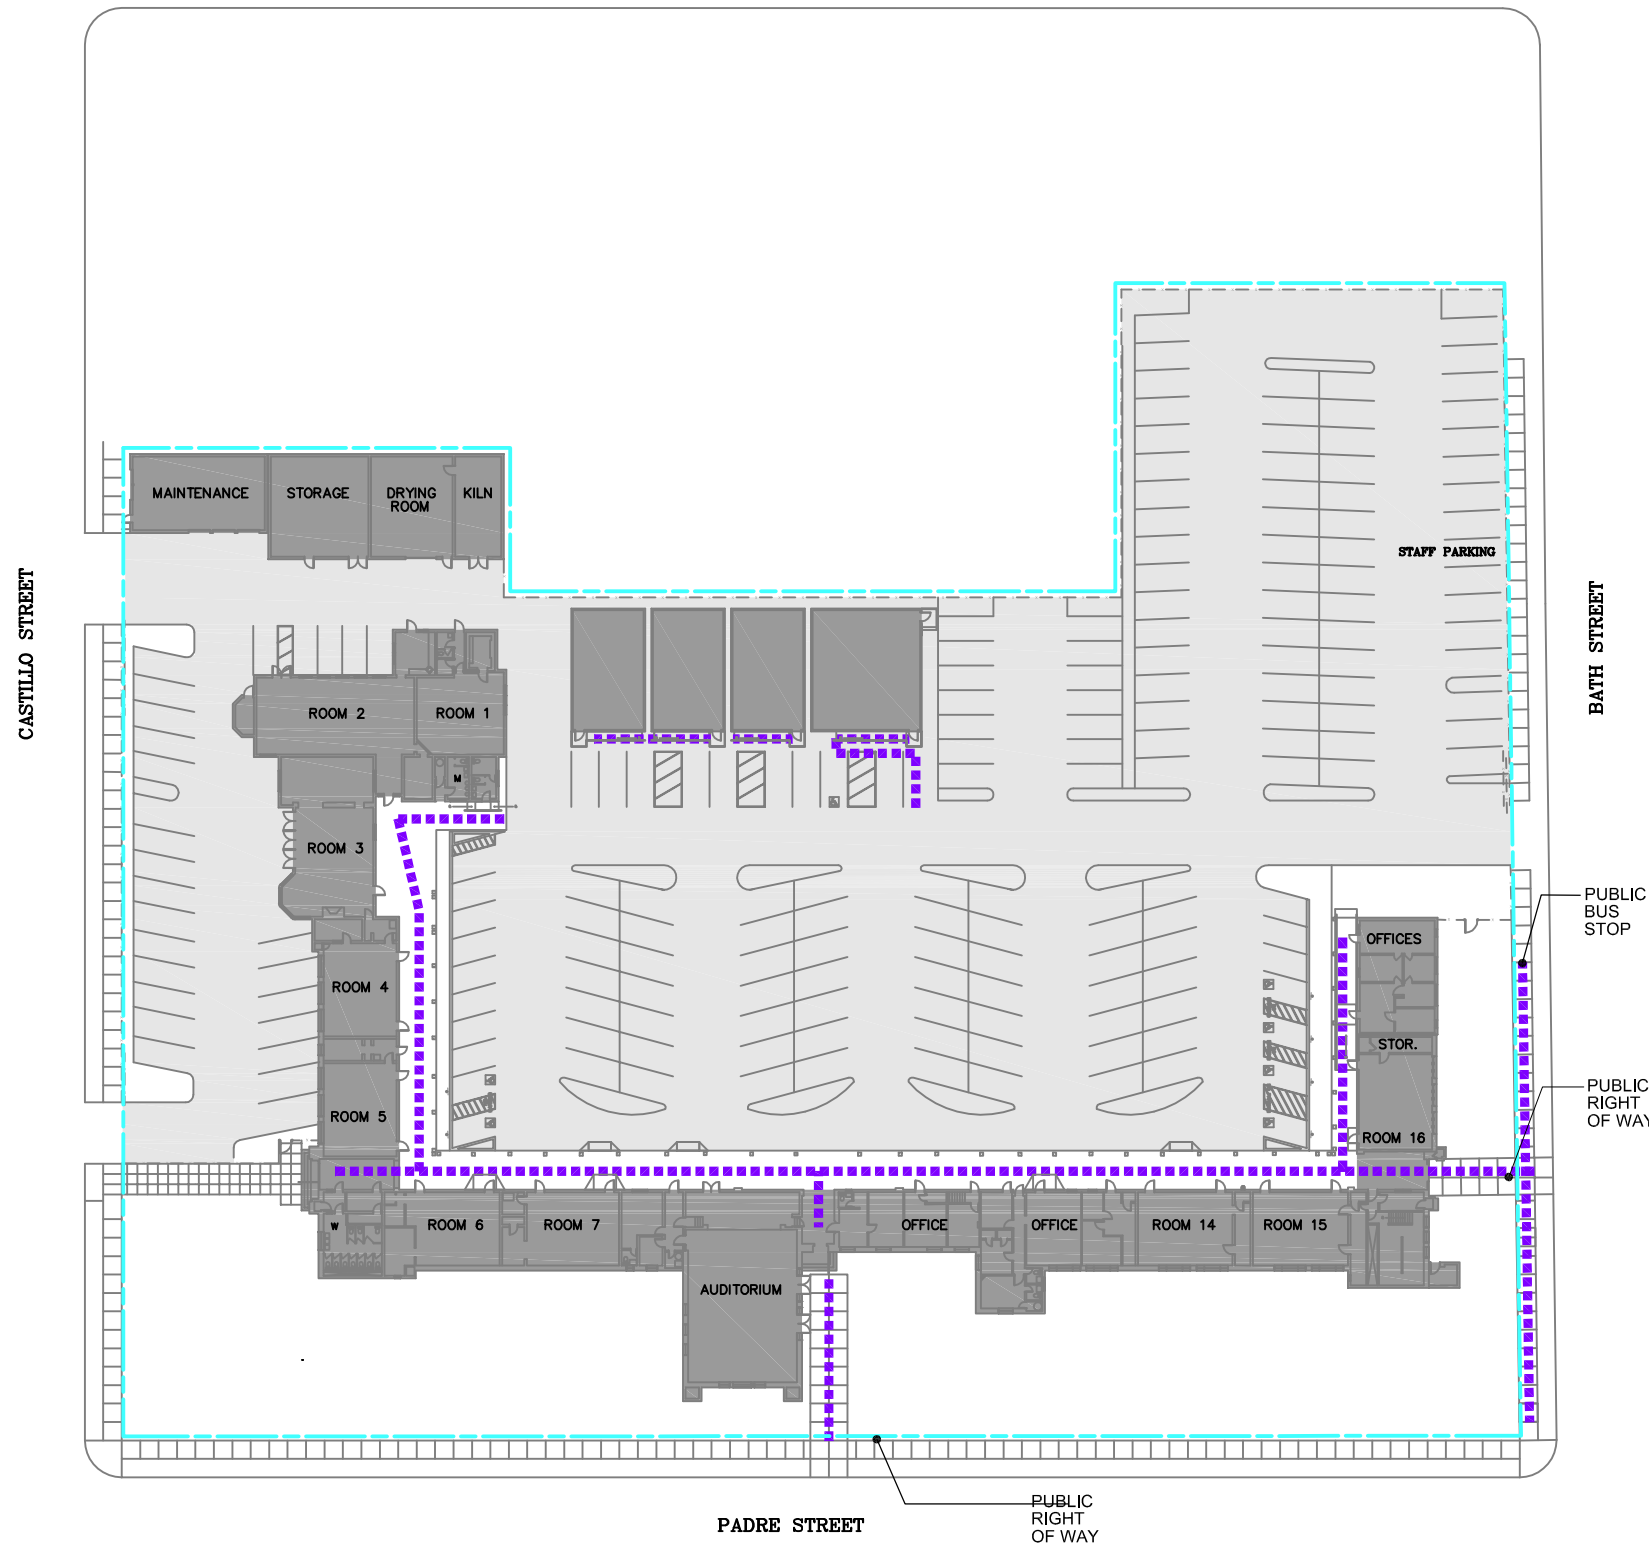 MAINTENANCE
STORAGE
DRYING
ROOM
KILN
STAFF PARKING
CASTILLO STREET
BATH STREET
ROOM 2
ROOM 1
M
ROOM 3
PUBLIC
BUS
STOP
OFFICES
ROOM 4
STOR.
PUBLIC
RIGHT
OF WAY
ROOM 5
ROOM 16
W
ROOM 6
ROOM 7
OFFICE
OFFICE
ROOM 14
ROOM 15
AUDITORIUM
PUBLIC
RIGHT
OF WAY
PADRE STREET